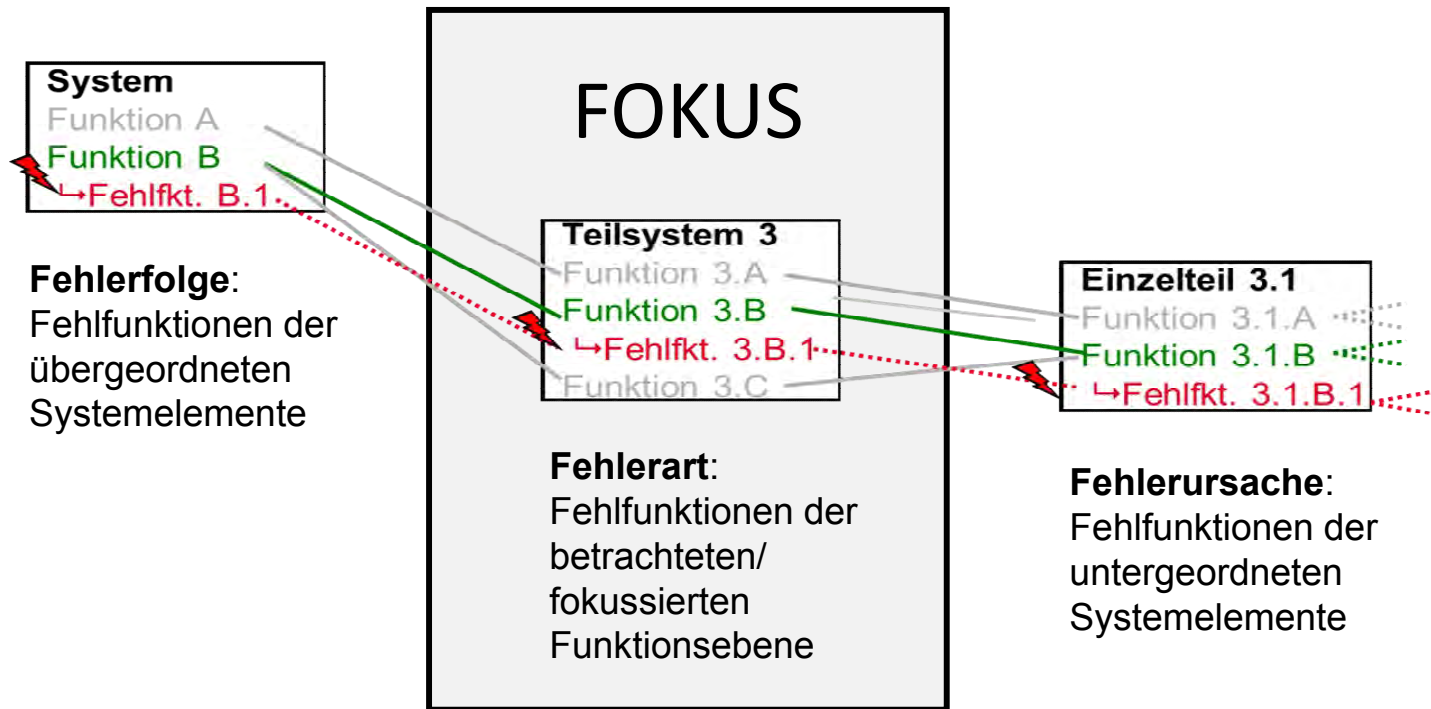 System
Funktion A
Funktion B
↳Fehlfkt. B.1
Fehlerfolge:
Fehlfunktionen der
übergeordneten
Systemelemente
FOKUS
Teilsystem 3
Funktion 3.A
Funktion 3.B
↳Fehlfkt. 3.B.1
Funktion 3.C
Fehlerart:
Fehlfunktionen der
betrachteten/
fokussierten
Funktionsebene
Einzelteil 3.1
Funktion 3.1.A
Funktion 3.1.B
↳Fehlfkt. 3.1.B.1
Fehlerursache:
Fehlfunktionen der
untergeordneten
Systemelemente